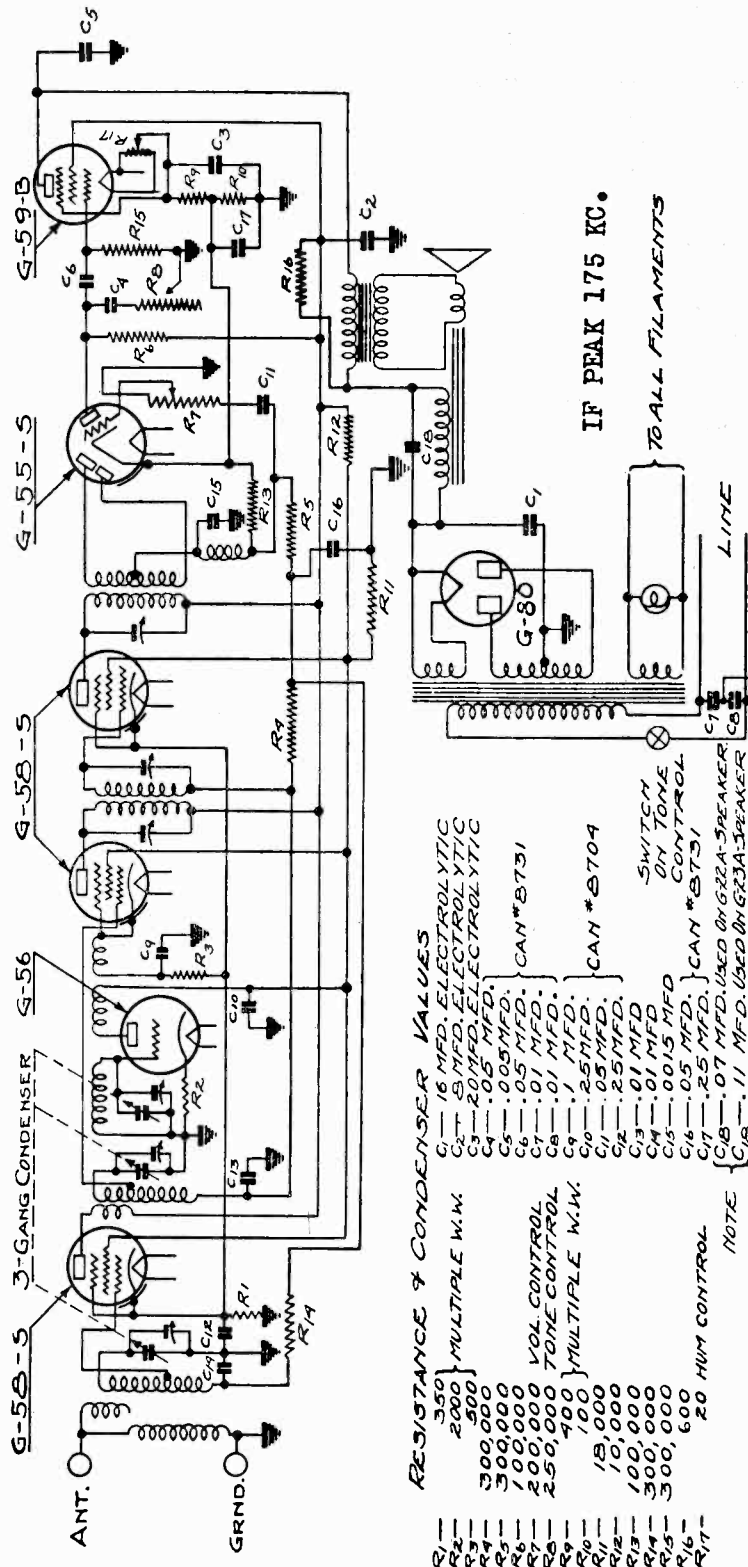 G-58-S
3-GANG CONDENSER
G-56
G-58-S
G-55-S
G-59-B
ANT.
GRND.
C14
C12
R1
R14
C13
R2
C10
C9
R3
R4
C15
R13
R5
C16
R11
R12
R7
C11
R6
C4
R8
C6
R15
R17
R9
R10
C3
C17
C5
R16
C2
C18
C1
G-80
IF PEAK 175 KC.
TO ALL FILAMENTS
LINE
C7
C8
SWITCH
ON TONE
CONTROL
RESISTANCE & CONDENSER VALUES
R1— 350 } MULTIPLE W.W.
R2— 2000
R3— 500
R4— 300,000
R5— 300,000
R6— 100,000
R7— 200,000 VOL. CONTROL
R8— 250,000 TONE CONTROL
R9— 400 } MULTIPLE W.W.
R10— 100
R11— 18,000
R12— 10,000
R13— 100,000
R14— 300,000
R15— 300,000
R16— 600
R17— 20 HUM CONTROL
C1— 16 MFD. ELECTROLYTIC
C2— 8 MFD. ELECTROLYTIC
C3— 20 MFD. ELECTROLYTIC
C4— .05 MFD.
C5— .005 MFD.
C6— .05 MFD. } CAN #8731
C7— .01 MFD.
C8— .01 MFD.
C9— .1 MFD.
C10— .25 MFD. } CAN #8704
C11— .05 MFD.
C12— .25 MFD.
C13— .01 MFD
C14— .01 MFD
C15— .0015 MFD
C16— .05 MFD. } CAN #8731
C17— .25 MFD.
NOTE { C18— .07 MFD. USED ON G22A-SPEAKER
C18— .11 MFD. USED ON G23A-SPEAKER